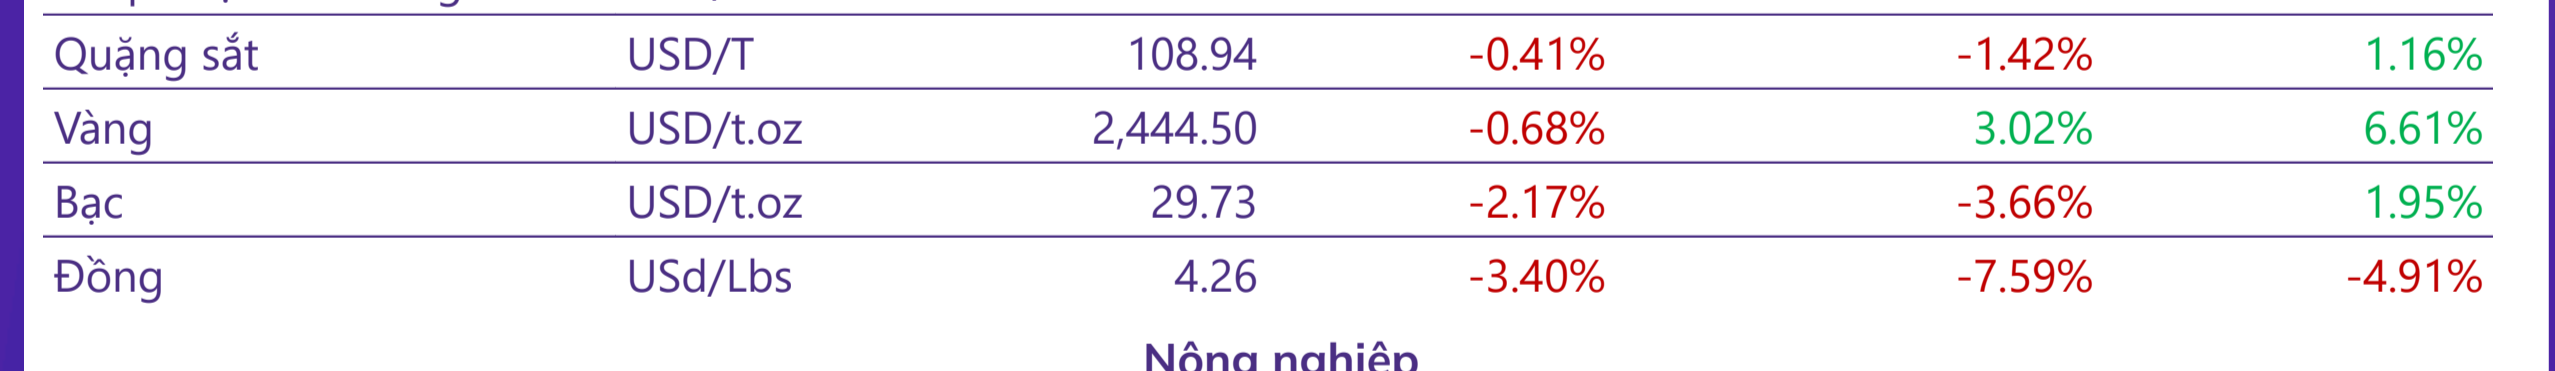 Quặng sắt USD/T 108.94 -0.41% -1.42% 1.16%
Vàng USD/t.oz 2,444.50 -0.68% 3.02% 6.61%
Bạc USD/t.oz 29.73 -2.17% -3.66% 1.95%
Đồng USd/Lbs 4.26 -3.40% -7.59% -4.91%
Nông nghiệp